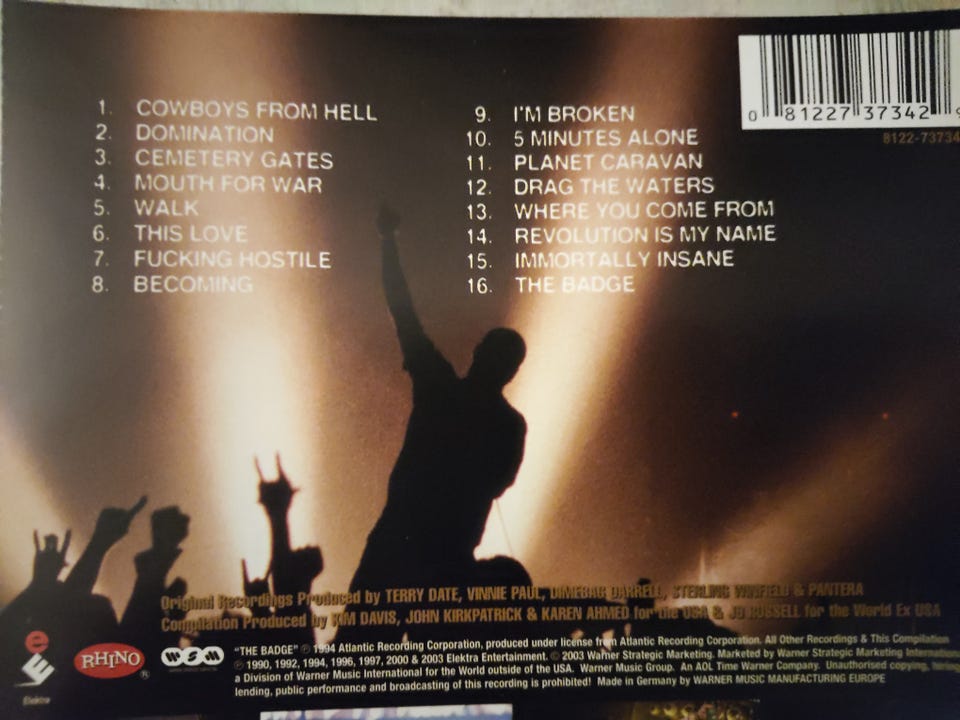 1. COWBOYS FROM HELL
2. DOMINATION
3. CEMETERY GATES
4. MOUTH FOR WAR
5. WALK
6. THIS LOVE
7. FUCKING HOSTILE
8. BECOMING
9. I'M BROKEN
10. 5 MINUTES ALONE
11. PLANET CARAVAN
12. DRAG THE WATERS
13. WHERE YOU COME FROM
14. REVOLUTION IS MY NAME
15. IMMORTALLY INSANE
16. THE BADGE
0 81227 37342 9
8122-7373
Original Recordings Produced by TERRY DATE, VINNIE PAUL, DIMEBAG DARRELL, STERLING WINFIELD & PANTERA
Compilation Produced by KIM DAVIS, JOHN KIRKPATRICK & KAREN AHMED for the USA & JO RUSSELL for the World Ex USA
"THE BADGE" ℗ 1994 Atlantic Recording Corporation, produced under license from Atlantic Recording Corporation. All Other Recordings & This Compilation
℗ 1990, 1992, 1994, 1996, 1997, 2000 & 2003 Elektra Entertainment. © 2003 Warner Strategic Marketing. Marketed by Warner Strategic Marketing
a Division of Warner Music International for the World outside of the USA. Warner Music Group. An AOL Time Warner Company. Unauthorised copying,
lending, public performance and broadcasting of this recording is prohibited! Made in Germany by WARNER MUSIC MANUFACTURING EUROPE
e
Elektra
RHINO ®
WSM